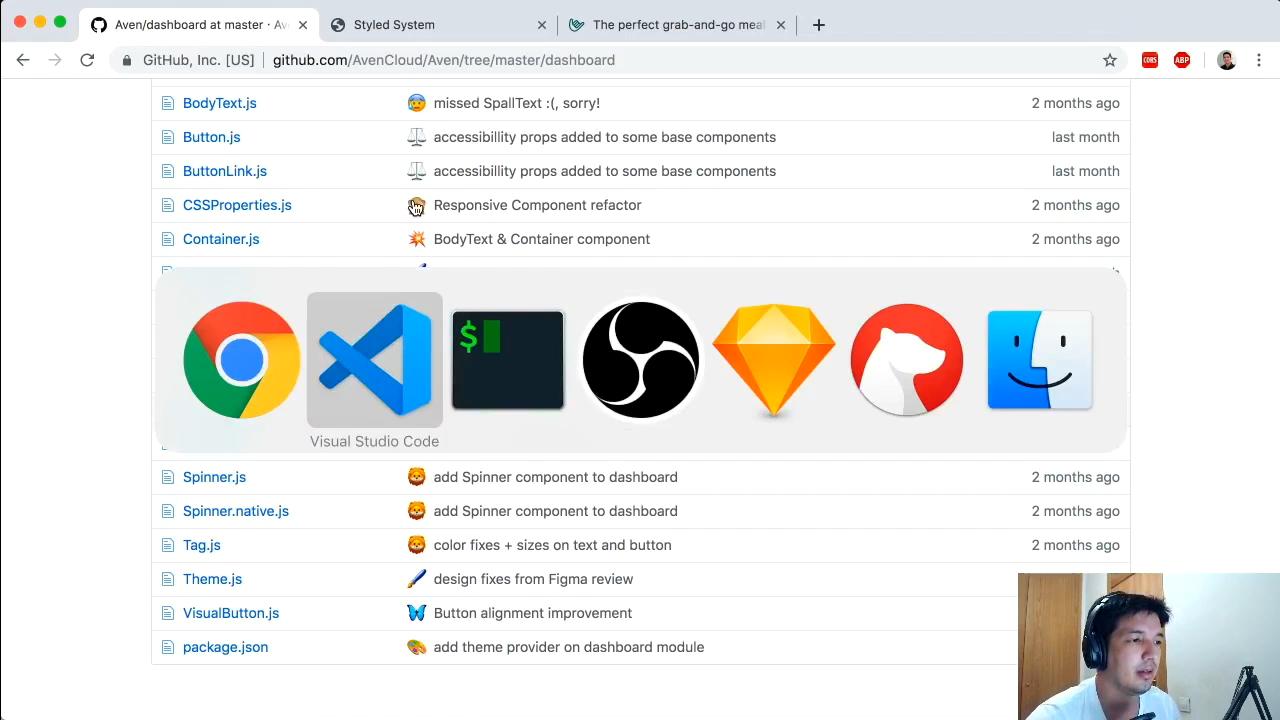 Aven/dashboard at master · Av
Styled System
The perfect grab-and-go meal
GitHub, Inc. [US]
github.com/AvenCloud/Aven/tree/master/dashboard
CORS
ABP
BodyText.js
missed SpallText :(, sorry!
2 months ago
Button.js
accessibillity props added to some base components
last month
ButtonLink.js
accessibillity props added to some base components
last month
CSSProperties.js
Responsive Component refactor
2 months ago
Container.js
BodyText & Container component
2 months ago
$
Visual Studio Code
Spinner.js
add Spinner component to dashboard
2 months ago
Spinner.native.js
add Spinner component to dashboard
2 months ago
Tag.js
color fixes + sizes on text and button
2 months ago
Theme.js
design fixes from Figma review
VisualButton.js
Button alignment improvement
package.json
add theme provider on dashboard module